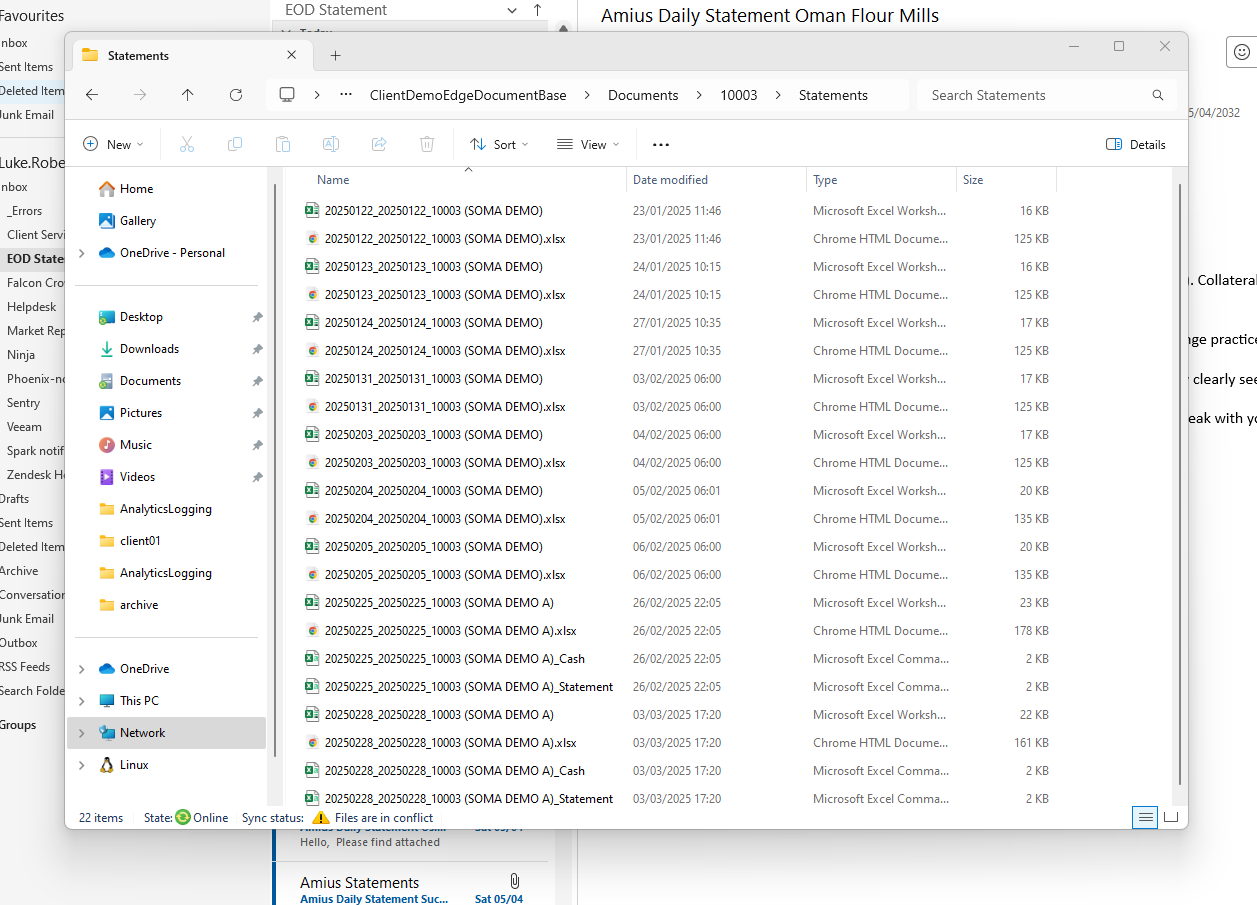 Favourites
Inbox
Sent Items
Deleted Item
Junk Email
Luke.Robe
Inbox
_Errors
Client Servi
EOD State
Falcon Cro
Helpdesk
Market Rep
Ninja
Phoenix-no
Sentry
Veeam
Spark notif
Zendesk He
Drafts
Sent Items
Deleted Item
Archive
Conversation
Junk Email
Outbox
RSS Feeds
Search Folde
Groups
EOD Statement
Amius Daily Statement Oman Flour Mills
5/04/2032
). Collateral
nge practice
clearly see
eak with yo
Statements
ClientDemoEdgeDocumentBase > Documents > 10003 > Statements
Search Statements
New
Sort
View
Details
Home
Gallery
OneDrive - Personal
Desktop
Downloads
Documents
Pictures
Music
Videos
AnalyticsLogging
client01
AnalyticsLogging
archive
OneDrive
This PC
Network
Linux
Name Date modified Type Size
20250122_20250122_10003 (SOMA DEMO) 23/01/2025 11:46 Microsoft Excel Worksh... 16 KB
20250122_20250122_10003 (SOMA DEMO).xlsx 23/01/2025 11:46 Chrome HTML Docume... 125 KB
20250123_20250123_10003 (SOMA DEMO) 24/01/2025 10:15 Microsoft Excel Worksh... 16 KB
20250123_20250123_10003 (SOMA DEMO).xlsx 24/01/2025 10:15 Chrome HTML Docume... 125 KB
20250124_20250124_10003 (SOMA DEMO) 27/01/2025 10:35 Microsoft Excel Worksh... 17 KB
20250124_20250124_10003 (SOMA DEMO).xlsx 27/01/2025 10:35 Chrome HTML Docume... 125 KB
20250131_20250131_10003 (SOMA DEMO) 03/02/2025 06:00 Microsoft Excel Worksh... 17 KB
20250131_20250131_10003 (SOMA DEMO).xlsx 03/02/2025 06:00 Chrome HTML Docume... 125 KB
20250203_20250203_10003 (SOMA DEMO) 04/02/2025 06:00 Microsoft Excel Worksh... 17 KB
20250203_20250203_10003 (SOMA DEMO).xlsx 04/02/2025 06:00 Chrome HTML Docume... 125 KB
20250204_20250204_10003 (SOMA DEMO) 05/02/2025 06:01 Microsoft Excel Worksh... 20 KB
20250204_20250204_10003 (SOMA DEMO).xlsx 05/02/2025 06:01 Chrome HTML Docume... 135 KB
20250205_20250205_10003 (SOMA DEMO) 06/02/2025 06:00 Microsoft Excel Worksh... 20 KB
20250205_20250205_10003 (SOMA DEMO).xlsx 06/02/2025 06:00 Chrome HTML Docume... 135 KB
20250225_20250225_10003 (SOMA DEMO A) 26/02/2025 22:05 Microsoft Excel Worksh... 23 KB
20250225_20250225_10003 (SOMA DEMO A).xlsx 26/02/2025 22:05 Chrome HTML Docume... 178 KB
20250225_20250225_10003 (SOMA DEMO A)_Cash 26/02/2025 22:05 Microsoft Excel Comma... 2 KB
20250225_20250225_10003 (SOMA DEMO A)_Statement 26/02/2025 22:05 Microsoft Excel Comma... 2 KB
20250228_20250228_10003 (SOMA DEMO A) 03/03/2025 17:20 Microsoft Excel Worksh... 22 KB
20250228_20250228_10003 (SOMA DEMO A).xlsx 03/03/2025 17:20 Chrome HTML Docume... 161 KB
20250228_20250228_10003 (SOMA DEMO A)_Cash 03/03/2025 17:20 Microsoft Excel Comma... 2 KB
20250228_20250228_10003 (SOMA DEMO A)_Statement 03/03/2025 17:20 Microsoft Excel Comma... 2 KB
22 items State: Online Sync status: Files are in conflict
Hello, Please find attached
Amius Statements
Amius Daily Statement Suc... Sat 05/04